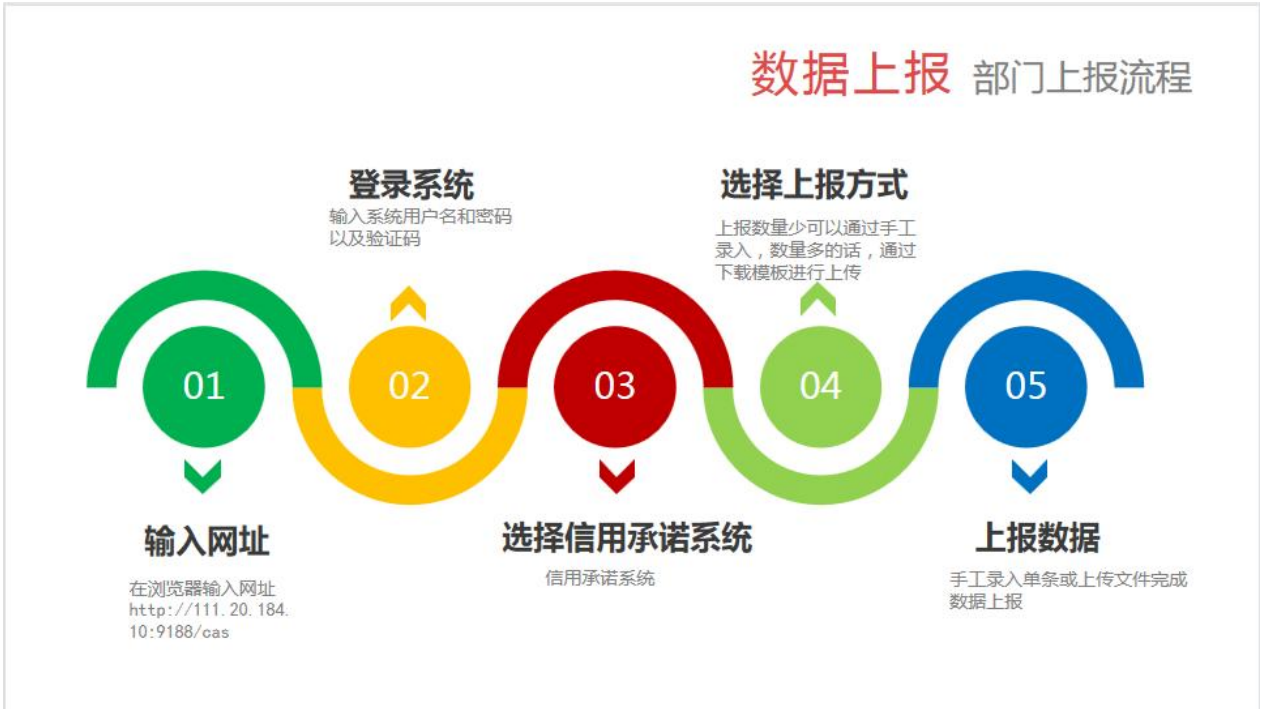 数据上报 部门上报流程
登录系统
输入系统用户名和密码
以及验证码
选择上报方式
上报数量少可以通过手工
录入，数量多的话，通过
下载模板进行上传
01
02
03
04
05
输入网址
在浏览器输入网址
http://111.20.184.
10:9188/cas
选择信用承诺系统
信用承诺系统
上报数据
手工录入单条或上传文件完成
数据上报